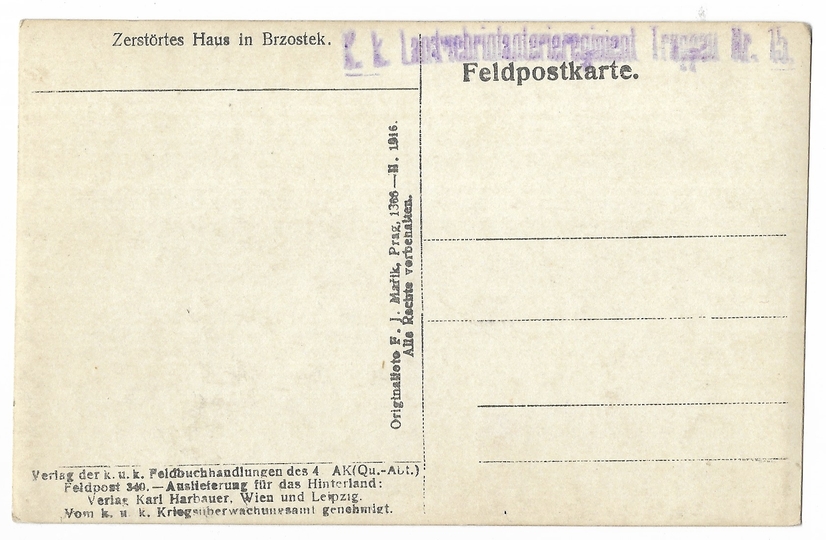 Zerstörtes Haus in Brzostek.
K. k. Landwehrinfanterieregiment Troppau Nr. 15.
Feldpostkarte.
Originalfoto F. J. Mařik, Prag, 1366—II. 1916.
Alle Rechte vorbehalten.
Verlag der k. u. k. Feldbuchhandlungen des 4 AK(Qu.-Abt.)
Feldpost 340.—Auslieferung für das Hinterland:
Verlag Karl Harbauer, Wien und Leipzig.
Vom k. u. k. Kriegsüberwachungsamt genehmigt.